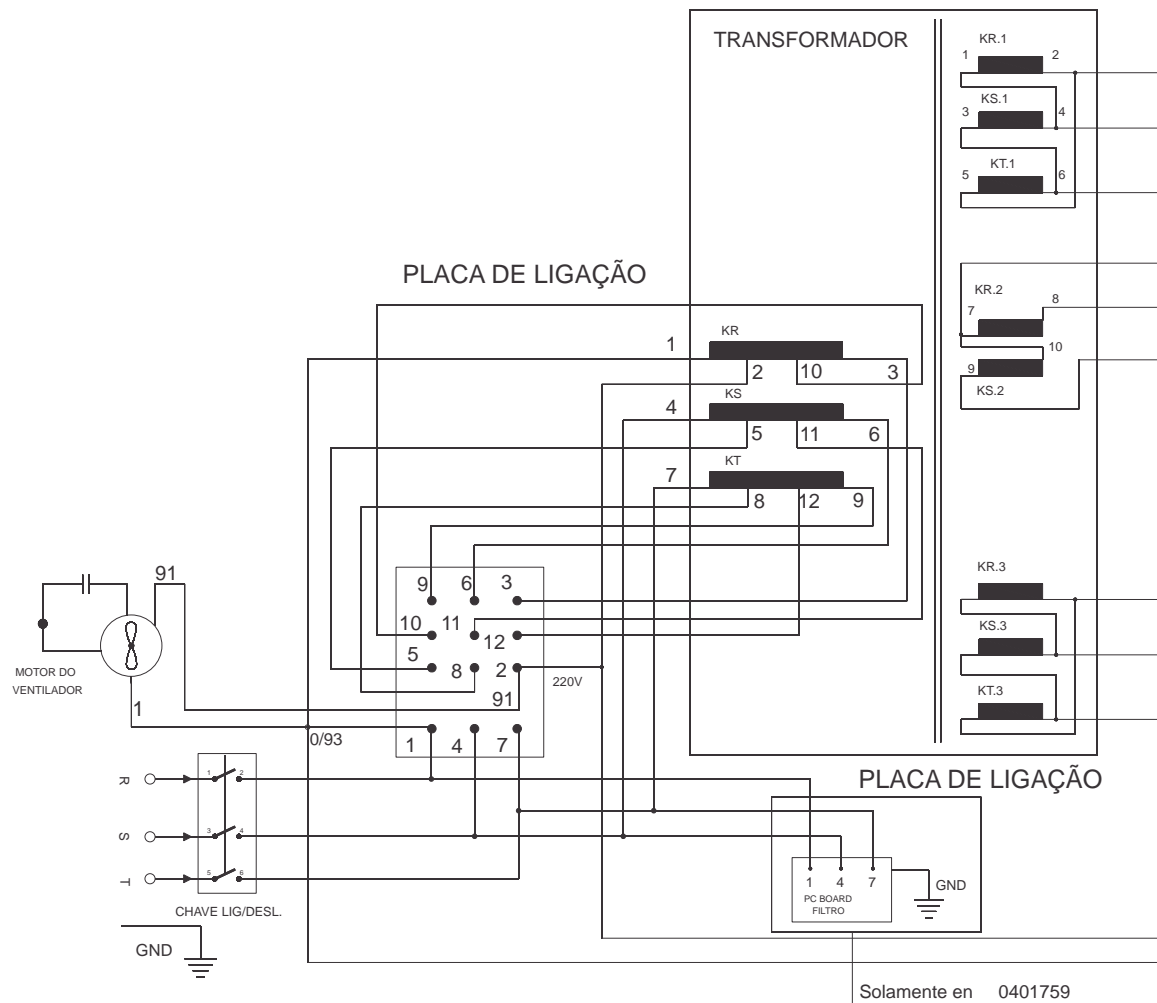 TRANSFORMADOR
KR.1
1 2
KS.1
3 4
KT.1
5 6
PLACA DE LIGAÇÃO
KR.2
7 8
10
9
KS.2
KR
1
2 10 3
KS
4
5 11 6
KT
7
8 12 9
KR.3
KS.3
KT.3
91
9 6 3
10 11 12
5 8 2
220V
91
MOTOR DO
VENTILADOR
1
0/93
1 4 7
R 1 2
S 3 4
T 5 6
CHAVE LIG/DESL.
GND
PLACA DE LIGAÇÃO
1 4 7
PC BOARD
FILTRO
GND
Solamente en 0401759